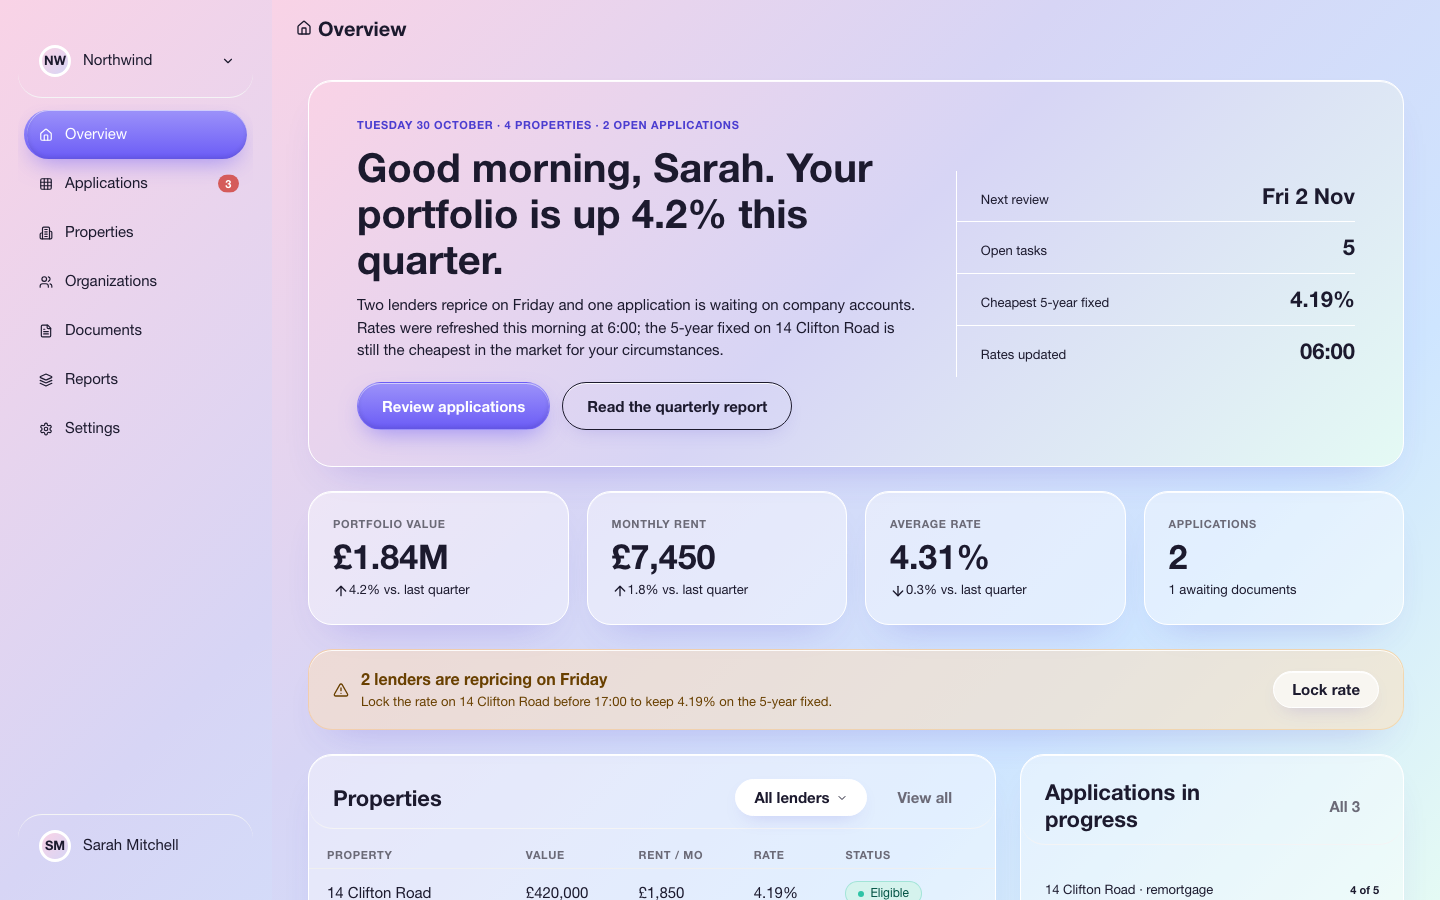 NW
Northwind
Overview
Applications
3
Properties
Organizations
Documents
Reports
Settings
SM
Sarah Mitchell
Overview
TUESDAY 30 OCTOBER · 4 PROPERTIES · 2 OPEN APPLICATIONS
Good morning, Sarah. Your
portfolio is up 4.2% this
quarter.
Two lenders reprice on Friday and one application is waiting on company accounts.
Rates were refreshed this morning at 6:00; the 5-year fixed on 14 Clifton Road is
still the cheapest in the market for your circumstances.
Review applications
Read the quarterly report
Next review
Fri 2 Nov
Open tasks
5
Cheapest 5-year fixed
4.19%
Rates updated
06:00
PORTFOLIO VALUE
£1.84M
4.2% vs. last quarter
MONTHLY RENT
£7,450
1.8% vs. last quarter
AVERAGE RATE
4.31%
0.3% vs. last quarter
APPLICATIONS
2
1 awaiting documents
2 lenders are repricing on Friday
Lock the rate on 14 Clifton Road before 17:00 to keep 4.19% on the 5-year fixed.
Lock rate
Properties
All lenders
View all
PROPERTY
VALUE
RENT / MO
RATE
STATUS
14 Clifton Road
£420,000
£1,850
4.19%
Eligible
Applications in
progress
All 3
14 Clifton Road · remortgage
4 of 5